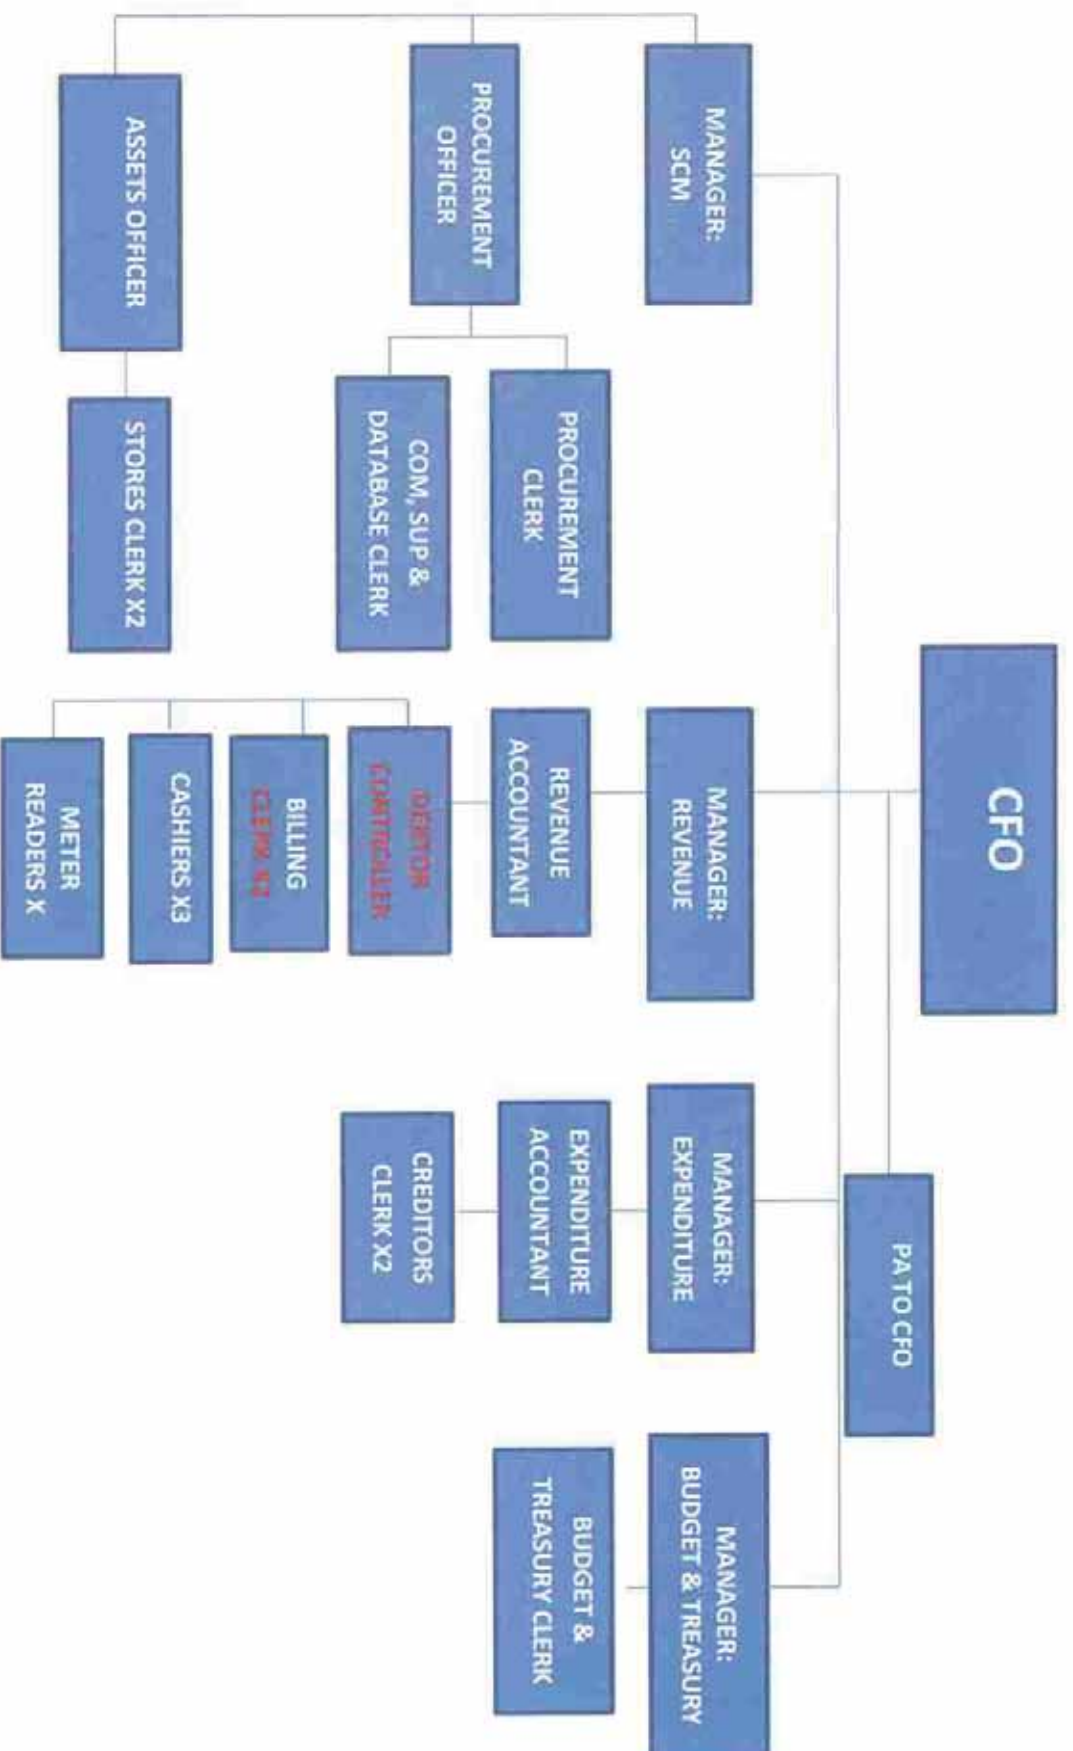 CFO
PA TO CFO
MANAGER:
SCM
MANAGER:
REVENUE
MANAGER:
EXPENDITURE
MANAGER:
BUDGET & TREASURY
PROCUREMENT
OFFICER
PROCUREMENT
CLERK
COM, SUP &
DATABASE CLERK
ASSETS OFFICER
STORES CLERK X2
REVENUE
ACCOUNTANT
DEBTOR
CONTROLLER
BILLING
CLERK X2
CASHIERS X3
METER
READERS X
EXPENDITURE
ACCOUNTANT
CREDITORS
CLERK X2
BUDGET &
TREASURY CLERK